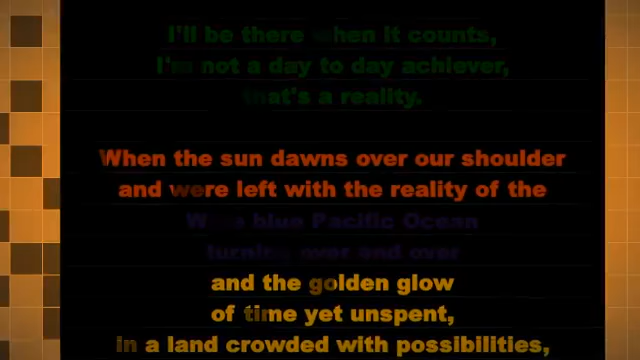 I'll be there when it counts,
I'm not a day to day achiever,
that's a reality.
When the sun dawns over our shoulder
and were left with the reality of the
blue Pacific Ocean
turning over and over
and the golden glow
of time yet unspent,
in a land crowded with possibilities,